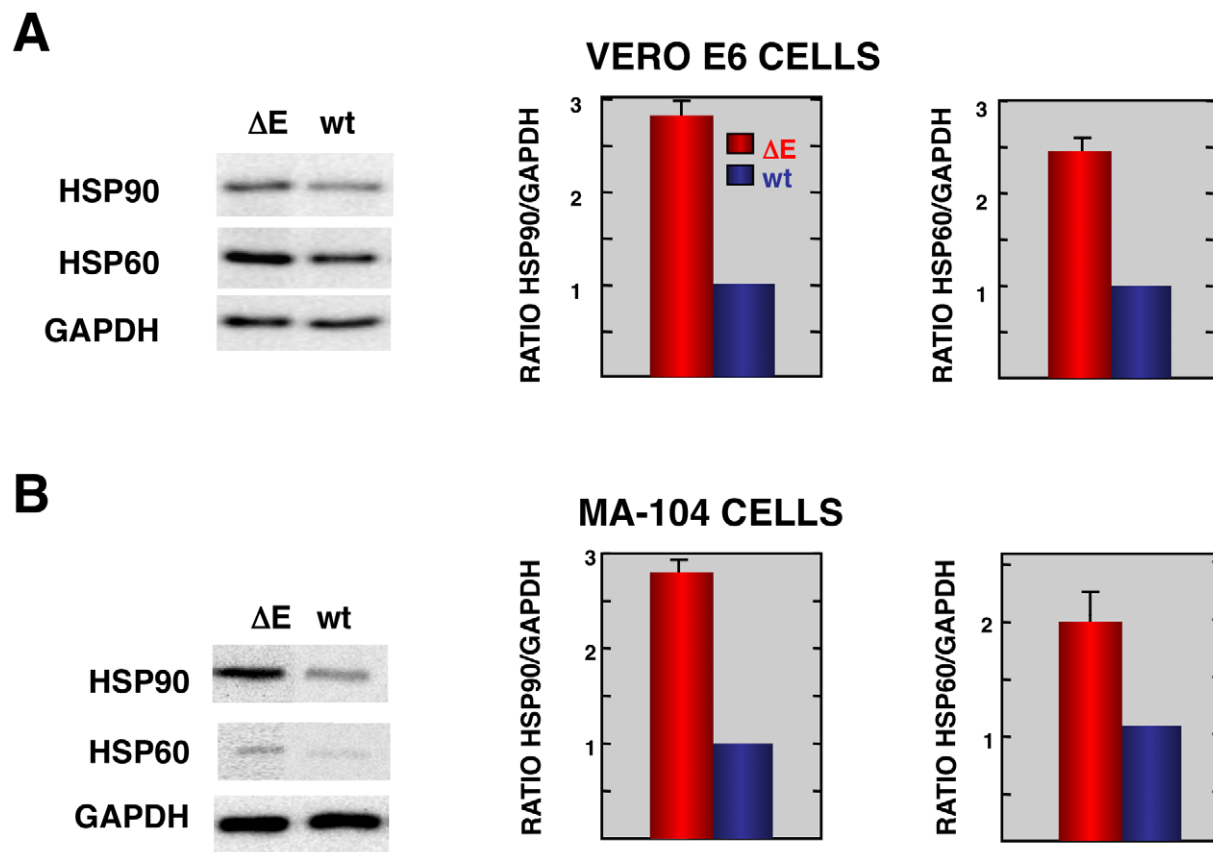 A
VERO E6 CELLS
ΔE wt
HSP90
HSP60
GAPDH
RATIO HSP90/GAPDH
3
2
1
ΔE
wt
RATIO HSP60/GAPDH
3
2
1
B
MA-104 CELLS
ΔE wt
HSP90
HSP60
GAPDH
RATIO HSP90/GAPDH
3
2
1
RATIO HSP60/GAPDH
2
1